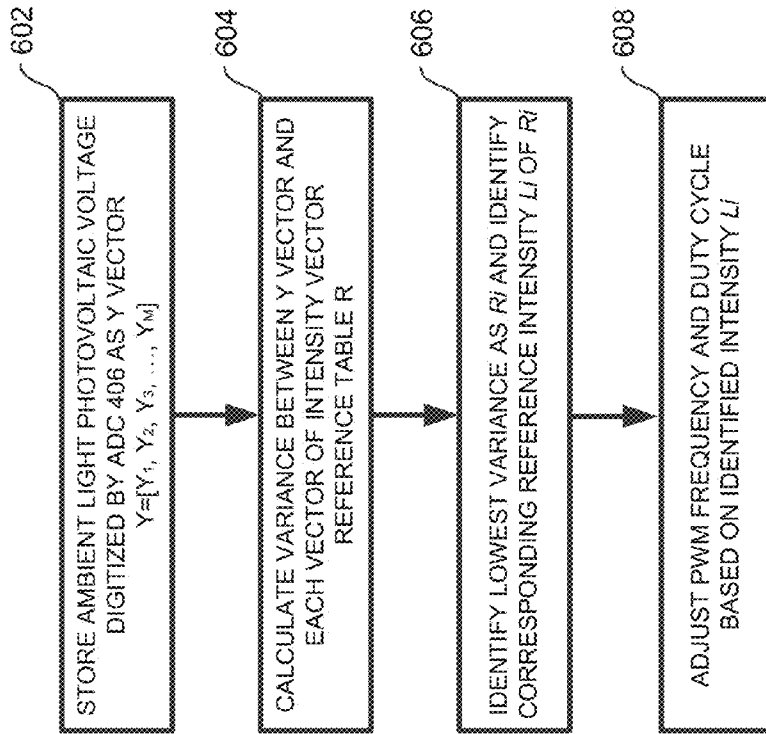 602
STORE AMBIENT LIGHT PHOTOVOLTAIC VOLTAGE
DIGITIZED BY ADC 406 AS Y VECTOR
Y=[Y₁, Y₂, Y₃, ..., Yᴍ]
604
CALCULATE VARIANCE BETWEEN Y VECTOR AND
EACH VECTOR OF INTENSITY VECTOR
REFERENCE TABLE R
606
IDENTIFY LOWEST VARIANCE AS Ri AND IDENTIFY
CORRESPONDING REFERENCE INTENSITY Li OF Ri
608
ADJUST PWM FREQUENCY AND DUTY CYCLE
BASED ON IDENTIFIED INTENSITY Li